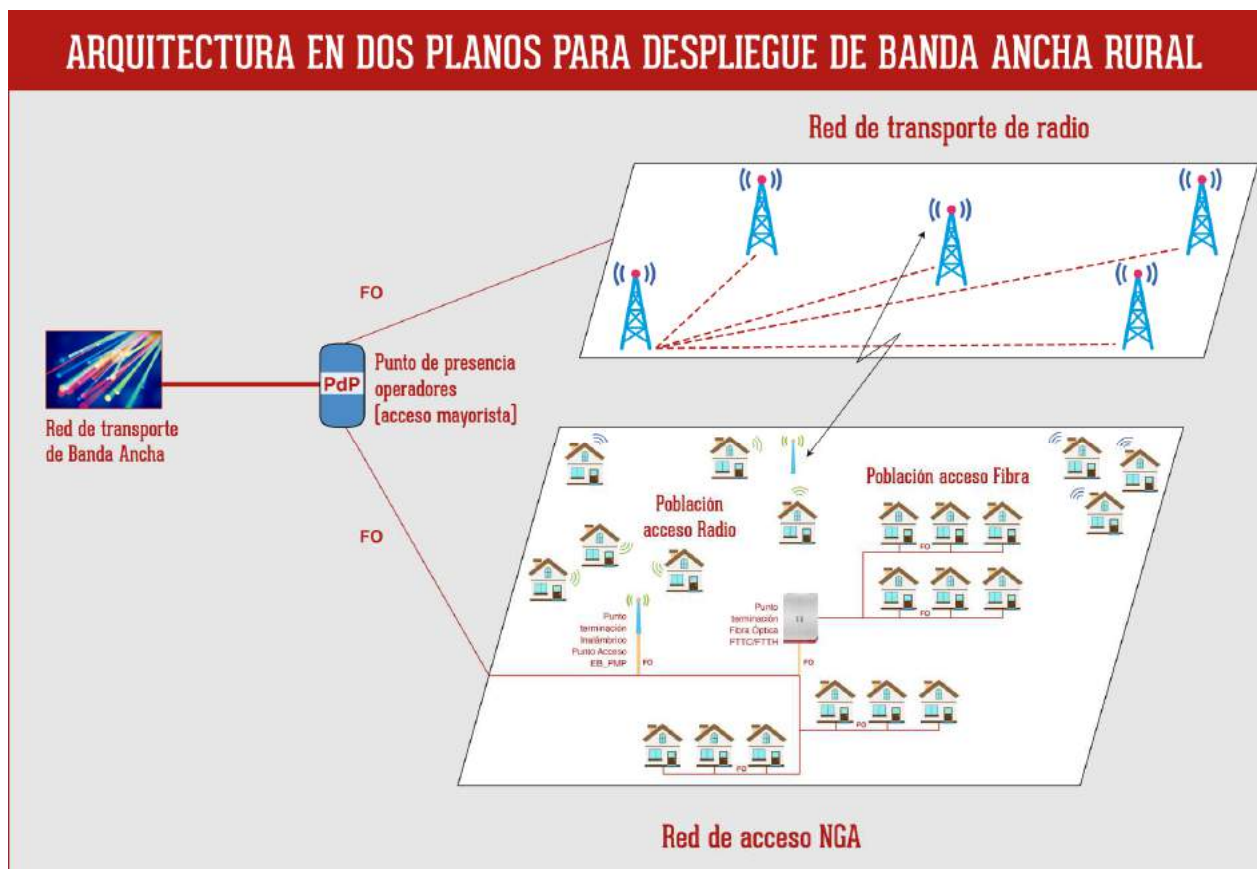 ARQUITECTURA EN DOS PLANOS PARA DESPLIEGUE DE BANDA ANCHA RURAL
Red de transporte de radio
FO
PdP
Punto de presencia
operadores
(acceso mayorista)
Red de transporte
de Banda Ancha
FO
Población acceso Fibra
Población
acceso Radio
FO
FO
Punto
terminación
Inalámbrico
Punto Acceso
EB_PMP
FO
Punto
terminación
Fibra Óptica
FTTC/FTTH
FO
FO
FO
Red de acceso NGA